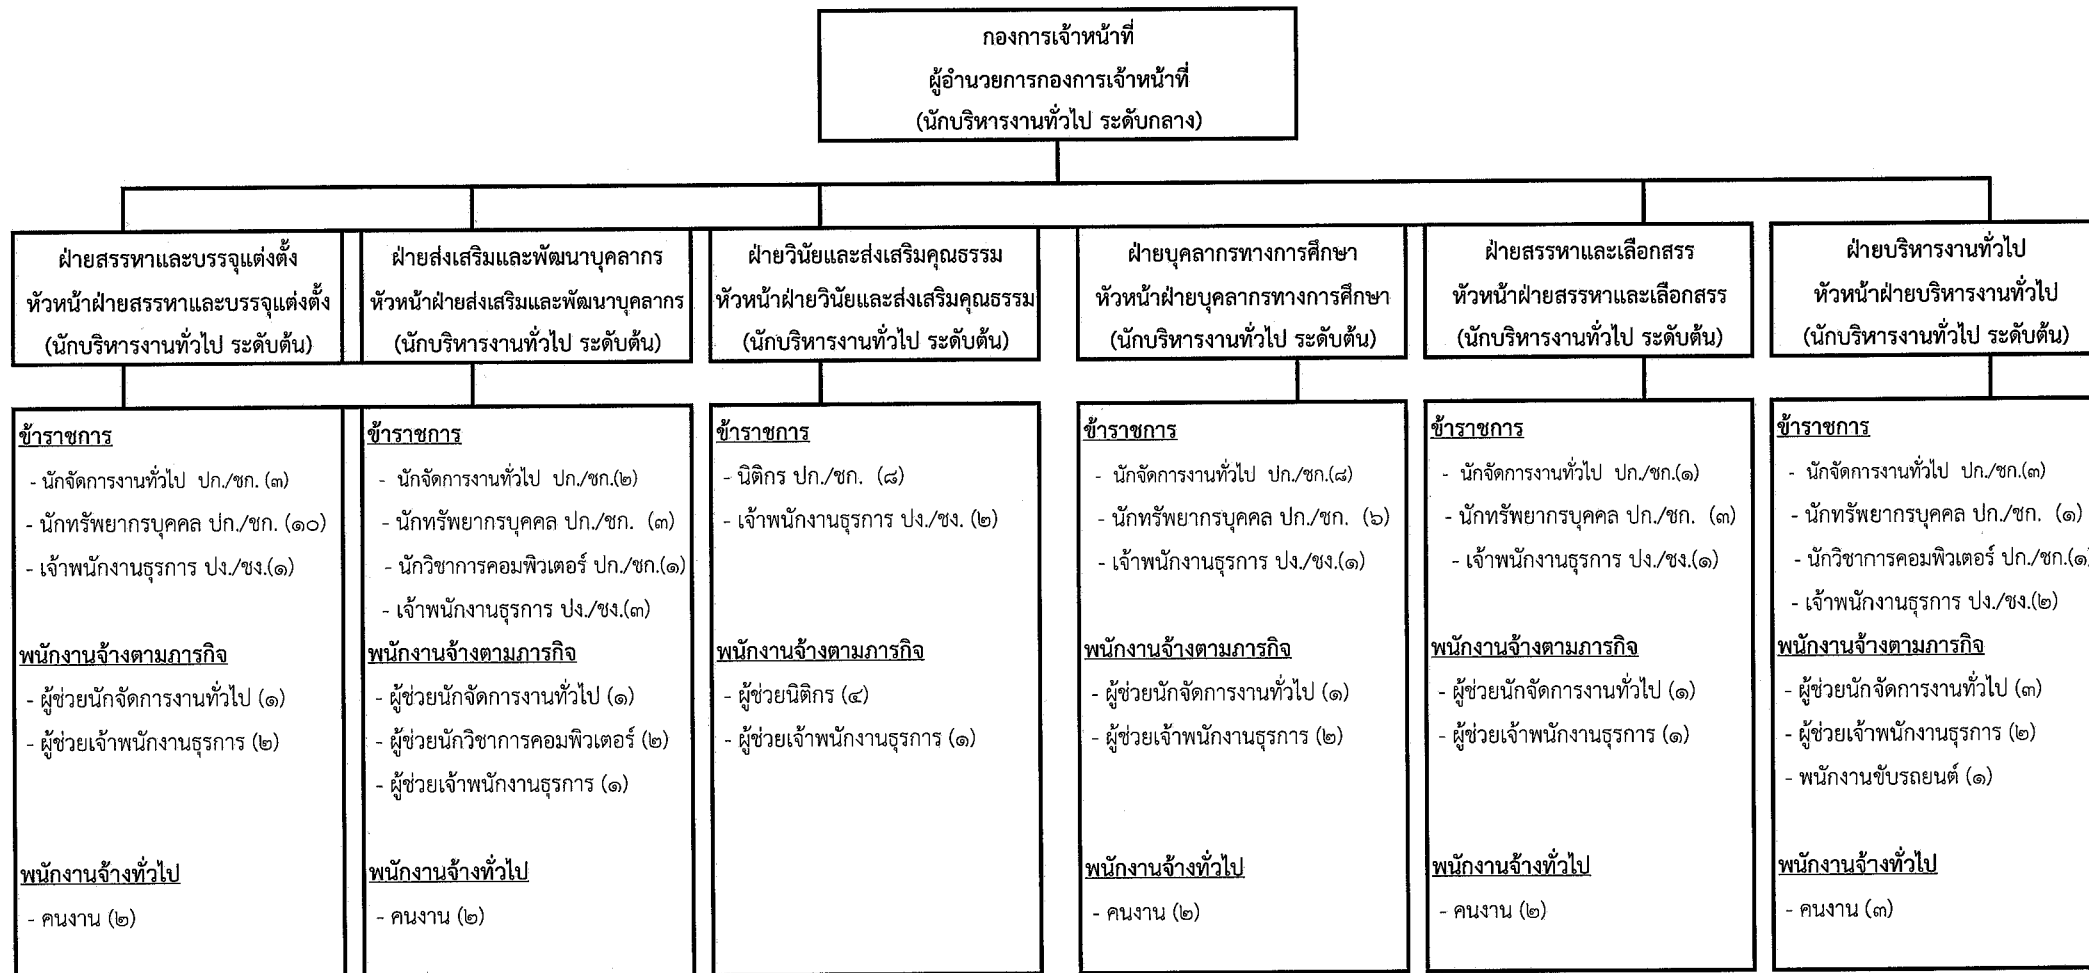 กองการเจ้าหน้าที่
ผู้อำนวยการกองการเจ้าหน้าที่
(นักบริหารงานทั่วไป ระดับกลาง)
ฝ่ายสรรหาและบรรจุแต่งตั้ง
หัวหน้าฝ่ายสรรหาและบรรจุแต่งตั้ง
(นักบริหารงานทั่วไป ระดับต้น)
ข้าราชการ
- นักจัดการงานทั่วไป ปก./ชก. (๓)
- นักทรัพยากรบุคคล ปก./ชก. (๑๐)
- เจ้าพนักงานธุรการ ปง./ชง.(๑)
พนักงานจ้างตามภารกิจ
- ผู้ช่วยนักจัดการงานทั่วไป (๑)
- ผู้ช่วยเจ้าพนักงานธุรการ (๒)
พนักงานจ้างทั่วไป
- คนงาน (๒)
ฝ่ายส่งเสริมและพัฒนาบุคลากร
หัวหน้าฝ่ายส่งเสริมและพัฒนาบุคลากร
(นักบริหารงานทั่วไป ระดับต้น)
ข้าราชการ
- นักจัดการงานทั่วไป ปก./ชก.(๒)
- นักทรัพยากรบุคคล ปก./ชก. (๓)
- นักวิชาการคอมพิวเตอร์ ปก./ชก.(๑)
- เจ้าพนักงานธุรการ ปง./ชง.(๓)
พนักงานจ้างตามภารกิจ
- ผู้ช่วยนักจัดการงานทั่วไป (๑)
- ผู้ช่วยนักวิชาการคอมพิวเตอร์ (๒)
- ผู้ช่วยเจ้าพนักงานธุรการ (๑)
พนักงานจ้างทั่วไป
- คนงาน (๒)
ฝ่ายวินัยและส่งเสริมคุณธรรม
หัวหน้าฝ่ายวินัยและส่งเสริมคุณธรรม
(นักบริหารงานทั่วไป ระดับต้น)
ข้าราชการ
- นิติกร ปก./ชก. (๘)
- เจ้าพนักงานธุรการ ปง./ชง. (๒)
พนักงานจ้างตามภารกิจ
- ผู้ช่วยนิติกร (๔)
- ผู้ช่วยเจ้าพนักงานธุรการ (๑)
ฝ่ายบุคลากรทางการศึกษา
หัวหน้าฝ่ายบุคลากรทางการศึกษา
(นักบริหารงานทั่วไป ระดับต้น)
ข้าราชการ
- นักจัดการงานทั่วไป ปก./ชก.(๘)
- นักทรัพยากรบุคคล ปก./ชก. (๖)
- เจ้าพนักงานธุรการ ปง./ชง.(๑)
พนักงานจ้างตามภารกิจ
- ผู้ช่วยนักจัดการงานทั่วไป (๑)
- ผู้ช่วยเจ้าพนักงานธุรการ (๒)
พนักงานจ้างทั่วไป
- คนงาน (๒)
ฝ่ายสรรหาและเลือกสรร
หัวหน้าฝ่ายสรรหาและเลือกสรร
(นักบริหารงานทั่วไป ระดับต้น)
ข้าราชการ
- นักจัดการงานทั่วไป ปก./ชก.(๑)
- นักทรัพยากรบุคคล ปก./ชก. (๓)
- เจ้าพนักงานธุรการ ปง./ชง.(๑)
พนักงานจ้างตามภารกิจ
- ผู้ช่วยนักจัดการงานทั่วไป (๑)
- ผู้ช่วยเจ้าพนักงานธุรการ (๑)
พนักงานจ้างทั่วไป
- คนงาน (๒)
ฝ่ายบริหารงานทั่วไป
หัวหน้าฝ่ายบริหารงานทั่วไป
(นักบริหารงานทั่วไป ระดับต้น)
ข้าราชการ
- นักจัดการงานทั่วไป ปก./ชก.(๓)
- นักทรัพยากรบุคคล ปก./ชก. (๑)
- นักวิชาการคอมพิวเตอร์ ปก./ชก.(๑)
- เจ้าพนักงานธุรการ ปง./ชง.(๒)
พนักงานจ้างตามภารกิจ
- ผู้ช่วยนักจัดการงานทั่วไป (๓)
- ผู้ช่วยเจ้าพนักงานธุรการ (๒)
- พนักงานขับรถยนต์ (๑)
พนักงานจ้างทั่วไป
- คนงาน (๓)